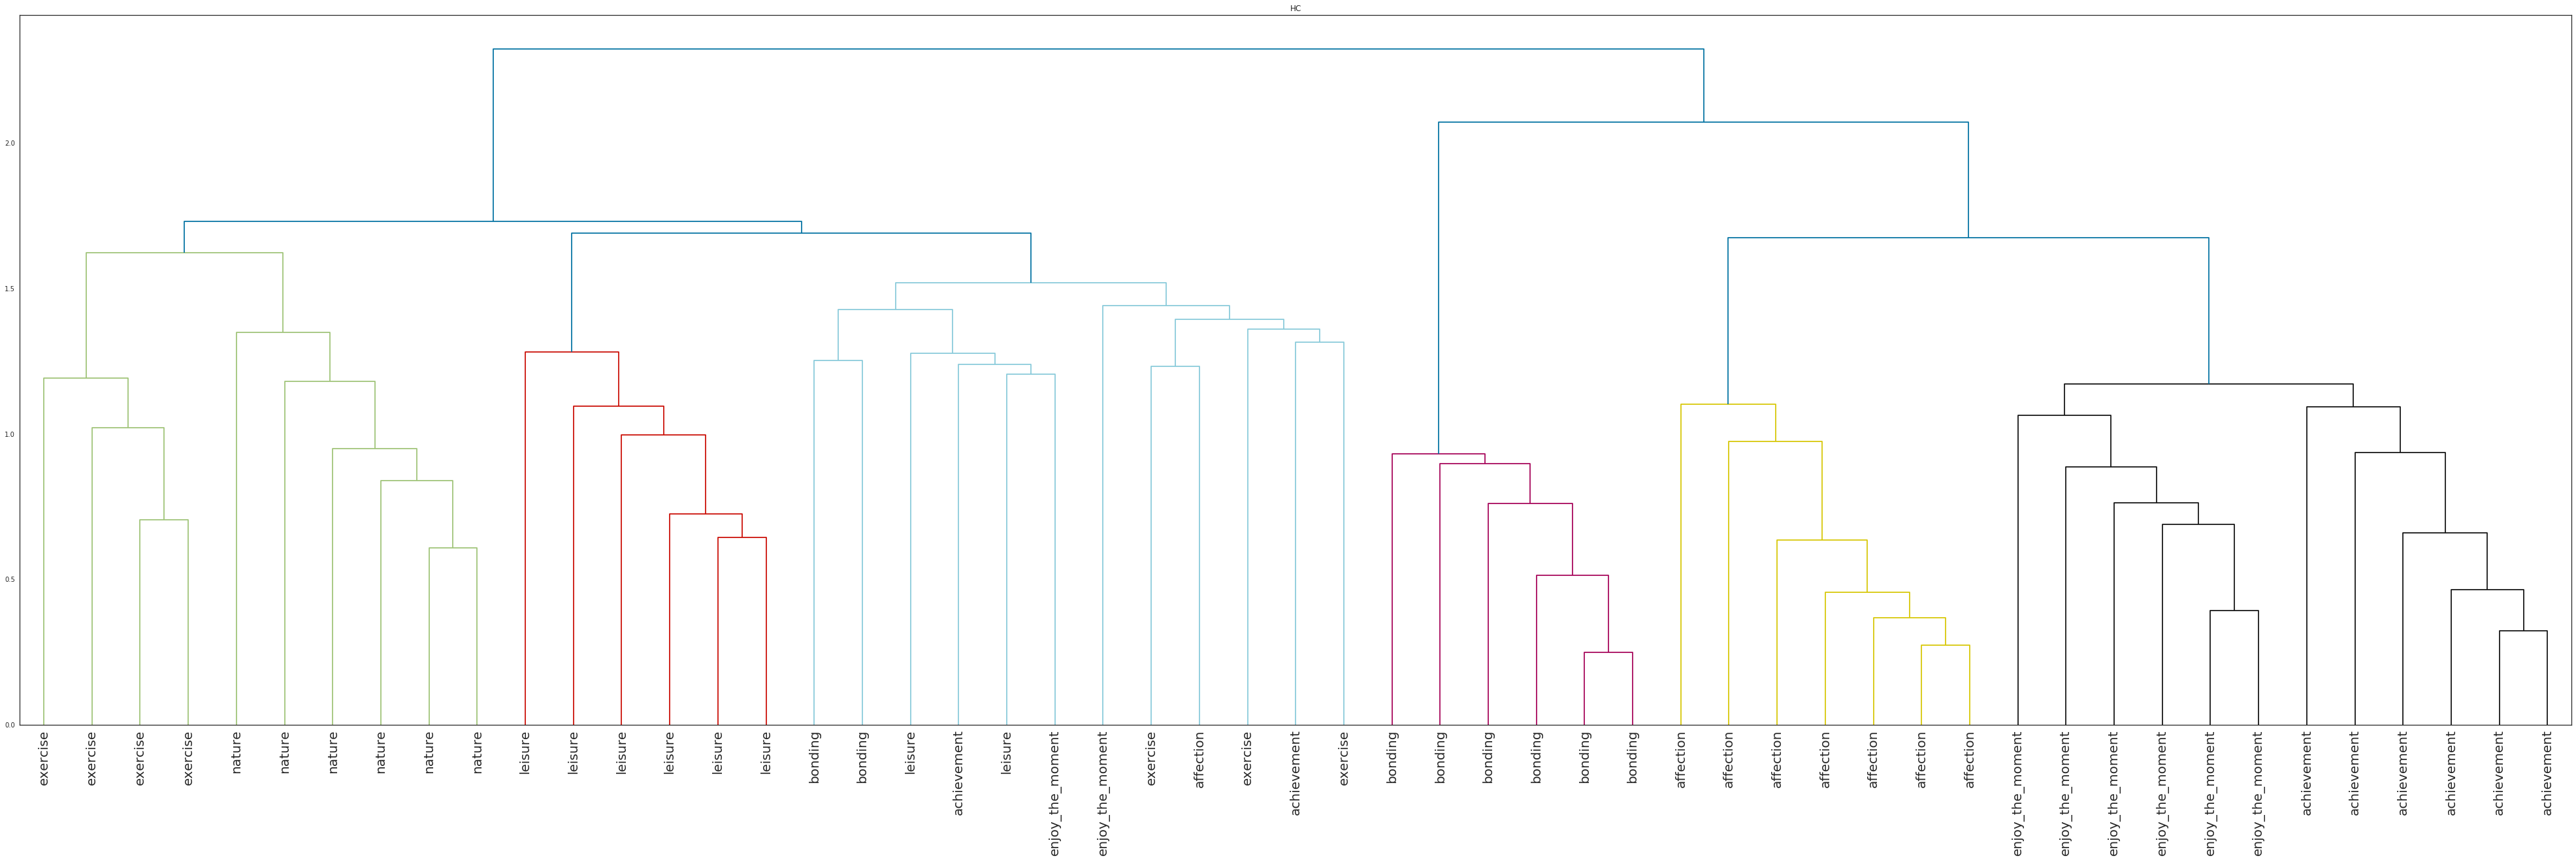 HC
2.0
1.5
1.0
0.5
0.0
exercise
exercise
exercise
exercise
nature
nature
nature
nature
nature
nature
leisure
leisure
leisure
leisure
leisure
leisure
bonding
bonding
leisure
achievement
leisure
enjoy_the_moment
enjoy_the_moment
exercise
affection
exercise
achievement
exercise
bonding
bonding
bonding
bonding
bonding
bonding
affection
affection
affection
affection
affection
affection
affection
enjoy_the_moment
enjoy_the_moment
enjoy_the_moment
enjoy_the_moment
enjoy_the_moment
enjoy_the_moment
achievement
achievement
achievement
achievement
achievement
achievement